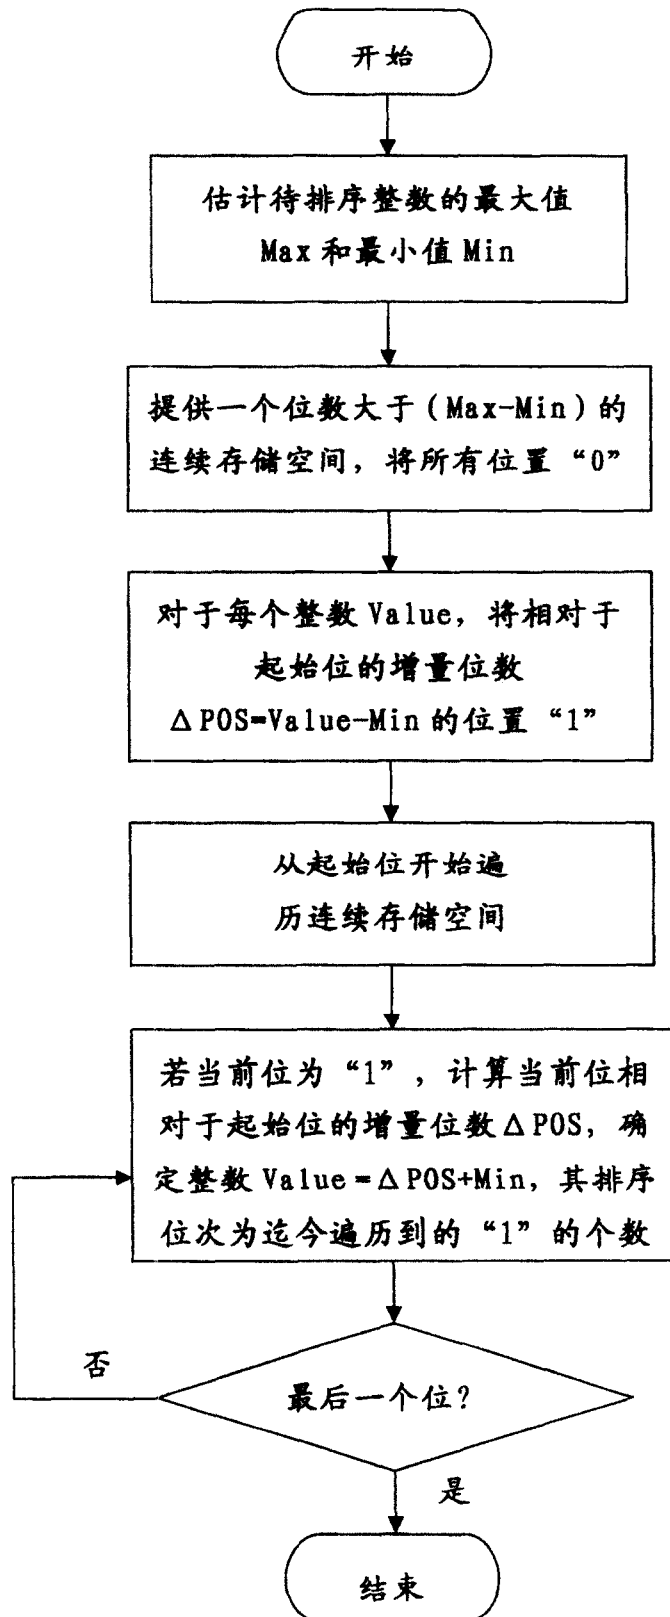 开始
估计待排序整数的最大值
Max和最小值Min
提供一个位数大于(Max-Min)的
连续存储空间，将所有位置“0”
对于每个整数Value，将相对于
起始位的增量位数
ΔPOS=Value-Min的位置“1”
从起始位开始遍
历连续存储空间
若当前位为“1”，计算当前位相
对于起始位的增量位数ΔPOS，确
定整数Value=ΔPOS+Min，其排序
位次为迄今遍历到的“1”的个数
否
最后一个位？
是
结束